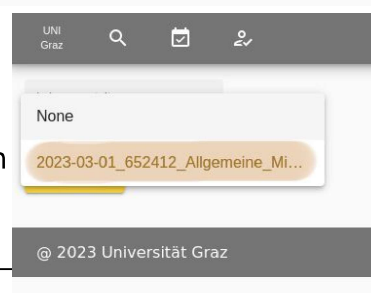 UNI
Graz
None
n
2023-03-01_652412_Allgemeine_Mi...
@ 2023 Universität Graz